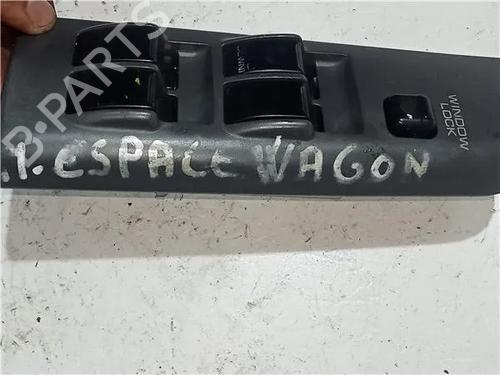 B-PARTS
.I. ESPACE WAGON
WINDOW
LOCK